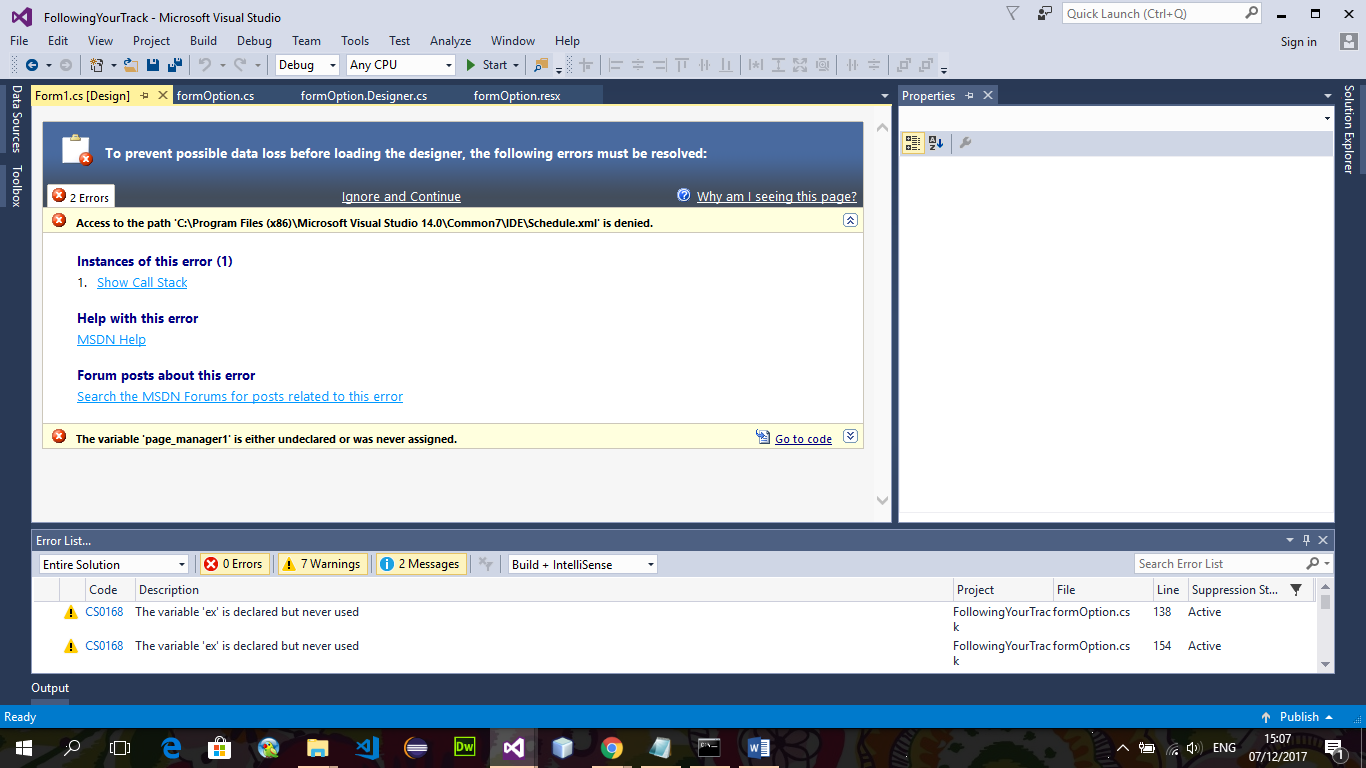 FollowingYourTrack - Microsoft Visual Studio
Quick Launch (Ctrl+Q)
File Edit View Project Build Debug Team Tools Test Analyze Window Help
Sign in
Debug Any CPU Start
Data Sources
Toolbox
Form1.cs [Design] formOption.cs formOption.Designer.cs formOption.resx
Properties
Solution Explorer
To prevent possible data loss before loading the designer, the following errors must be resolved:
2 Errors
Ignore and Continue
Why am I seeing this page?
Access to the path 'C:\Program Files (x86)\Microsoft Visual Studio 14.0\Common7\IDE\Schedule.xml' is denied.
Instances of this error (1)
1. Show Call Stack
Help with this error
MSDN Help
Forum posts about this error
Search the MSDN Forums for posts related to this error
The variable 'page_manager1' is either undeclared or was never assigned.
Go to code
Error List...
Entire Solution 0 Errors 7 Warnings 2 Messages Build + IntelliSense
Search Error List
Code Description Project File Line Suppression St...
CS0168 The variable 'ex' is declared but never used FollowingYourTrac formOption.cs 138 Active
k
CS0168 The variable 'ex' is declared but never used FollowingYourTrac formOption.cs 154 Active
k
Output
Ready
Publish
Dw
ENG
15:07
07/12/2017
1